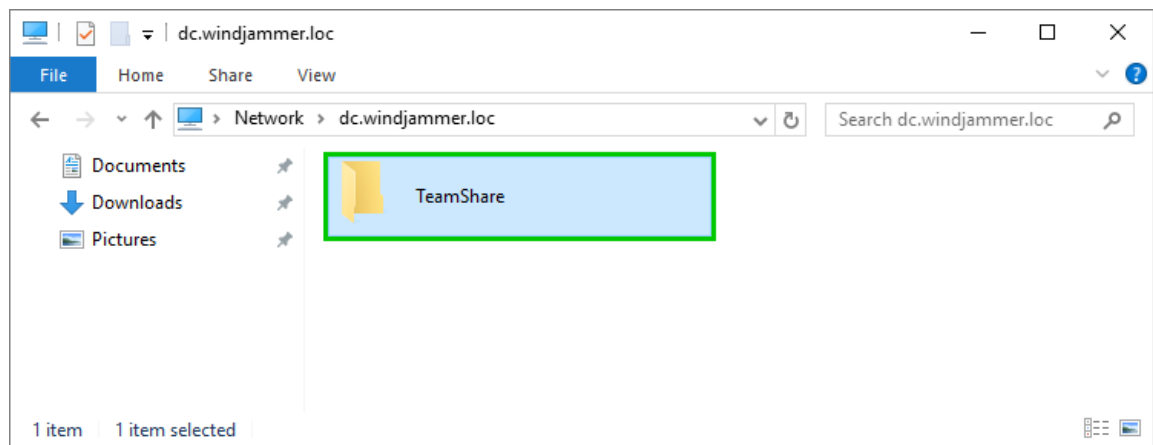 dc.windjammer.loc
File Home Share View
Network > dc.windjammer.loc Search dc.windjammer.loc
Documents
Downloads
Pictures
TeamShare
1 item 1 item selected